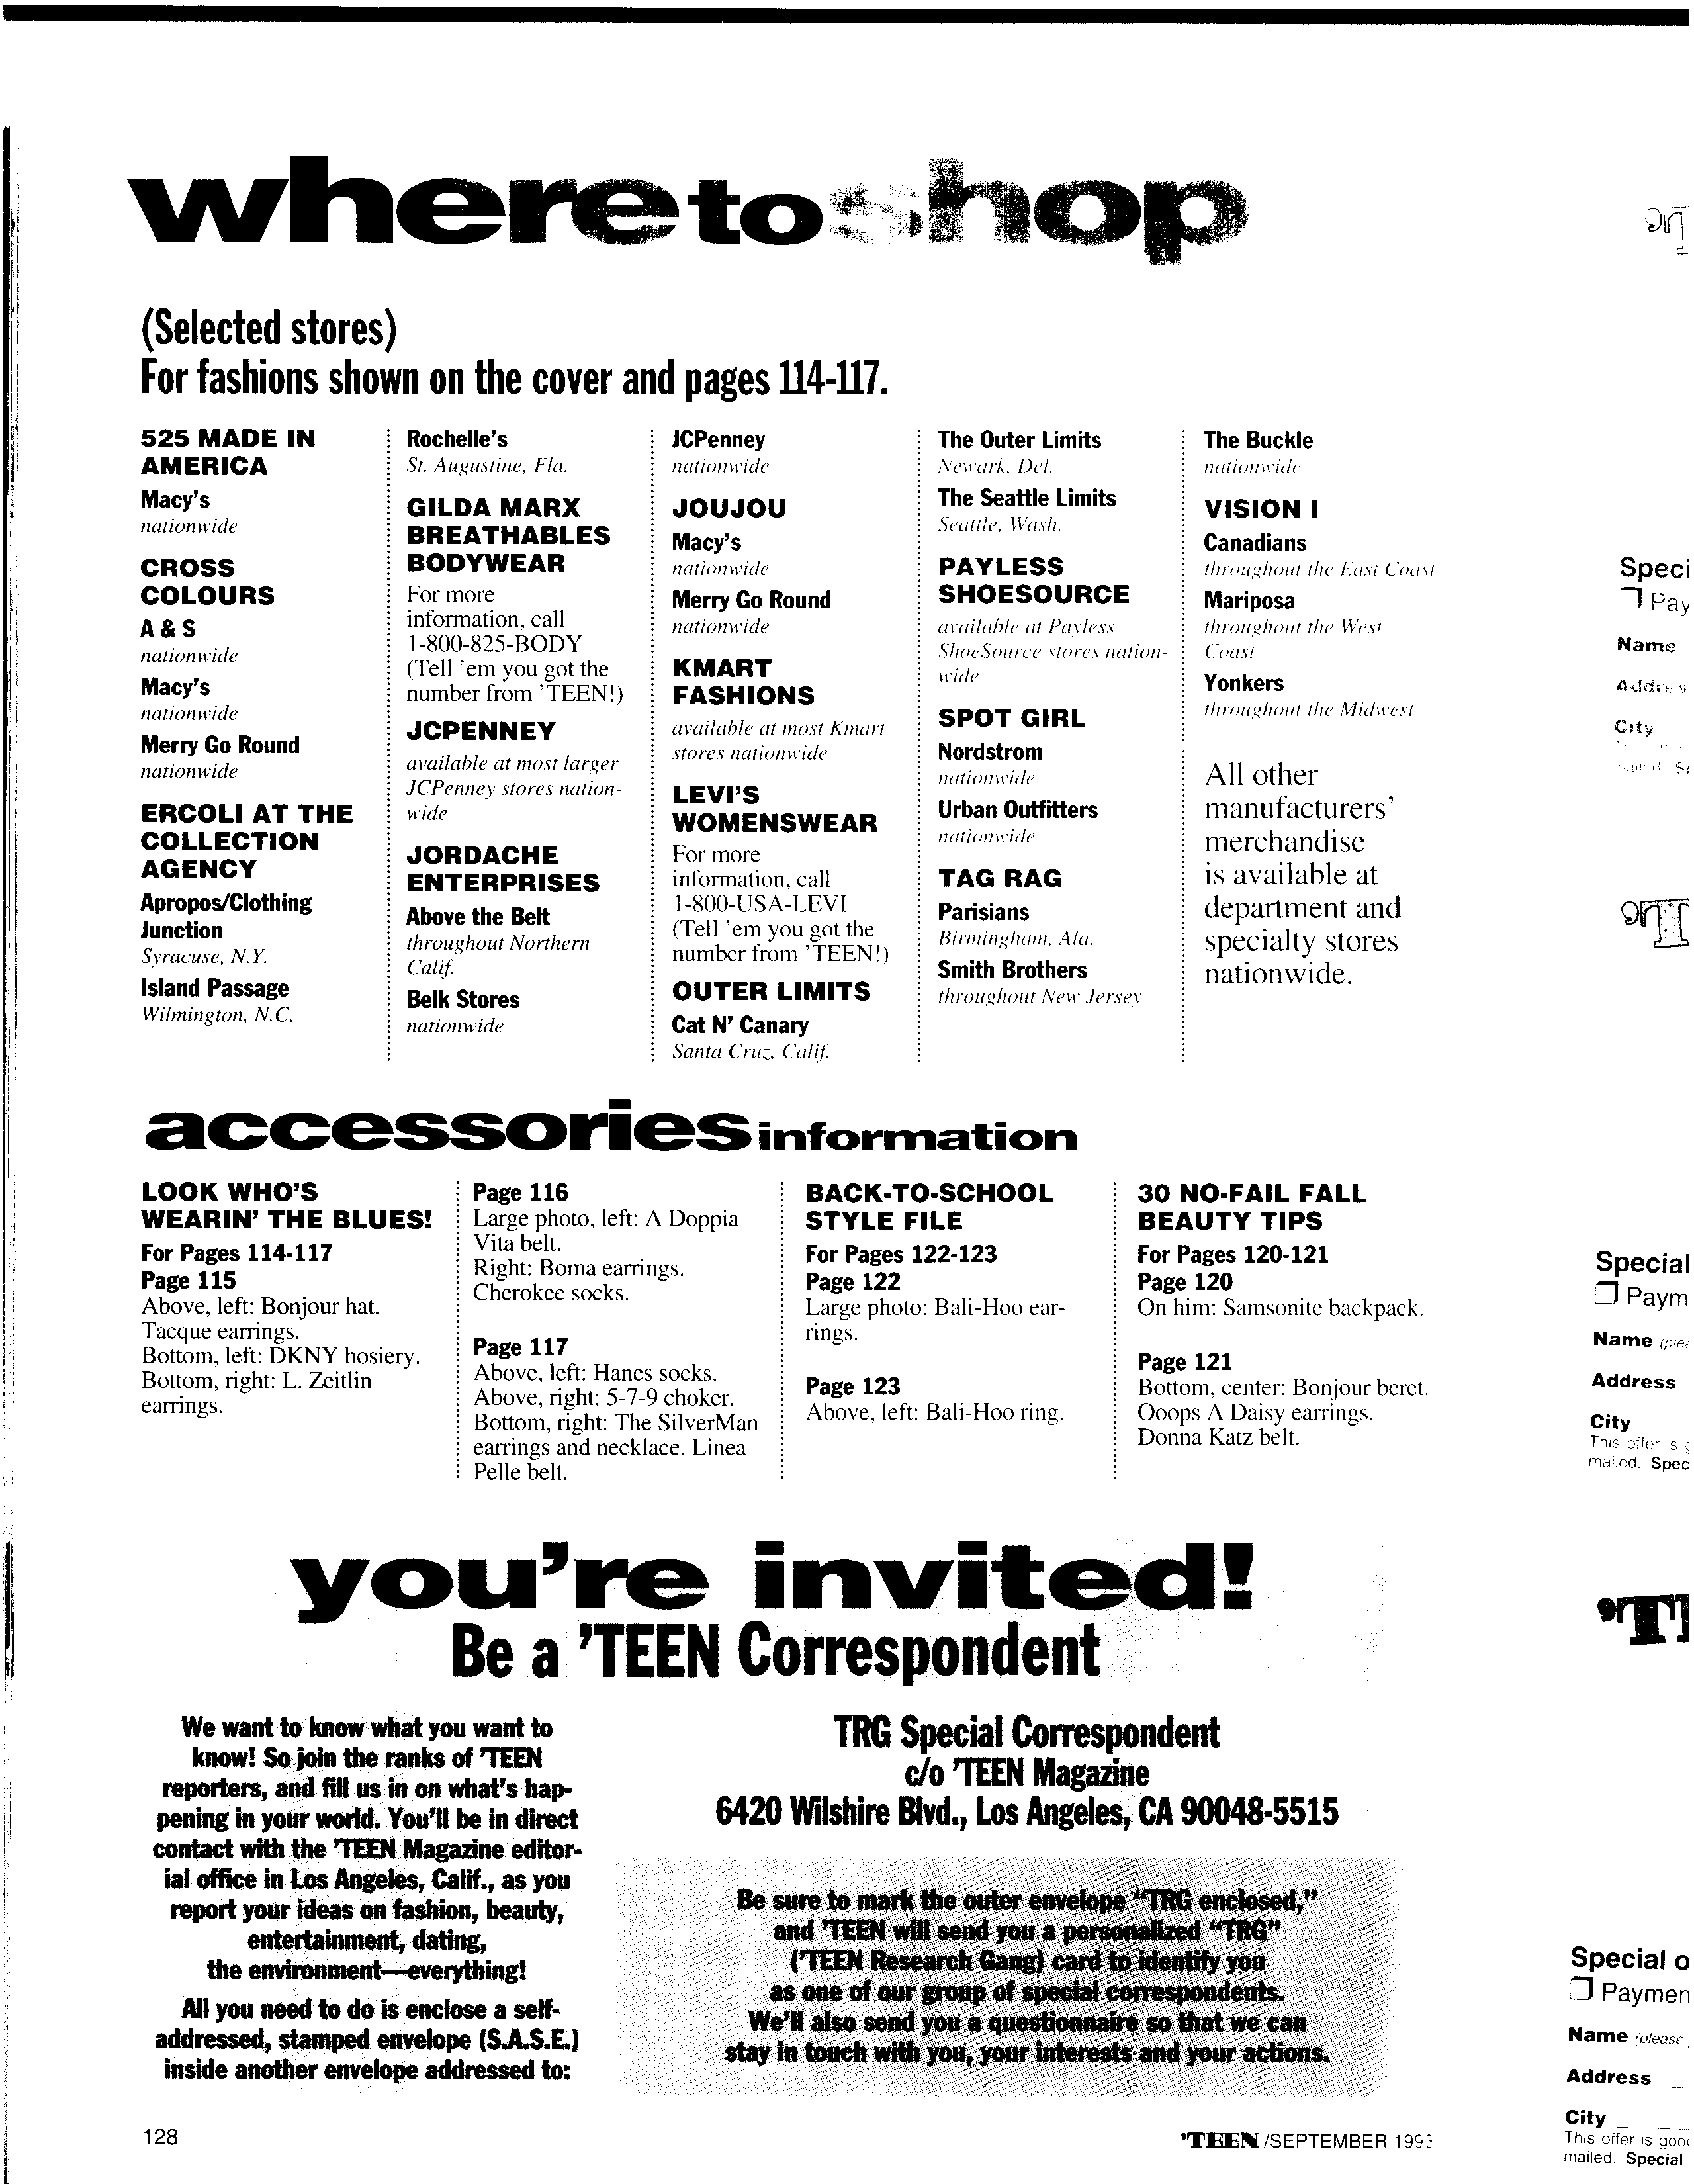 where to shop
(Selected stores)
For fashions shown on the cover and pages 114-117.
525 MADE IN
AMERICA
Macy's
nationwide
CROSS
COLOURS
A & S
nationwide
Macy's
nationwide
Merry Go Round
nationwide
ERCOLI AT THE
COLLECTION
AGENCY
Apropos/Clothing
Junction
Syracuse, N.Y.
Island Passage
Wilmington, N.C.
Rochelle's
St. Augustine, Fla.
GILDA MARX
BREATHABLES
BODYWEAR
For more
information, call
1-800-825-BODY
(Tell 'em you got the
number from 'TEEN!)
JCPENNEY
available at most larger
JCPenney stores nation-
wide
JORDACHE
ENTERPRISES
Above the Belt
throughout Northern
Calif.
Belk Stores
nationwide
JCPenney
nationwide
JOUJOU
Macy's
nationwide
Merry Go Round
nationwide
KMART
FASHIONS
available at most Kmart
stores nationwide
LEVI'S
WOMENSWEAR
For more
information, call
1-800-USA-LEVI
(Tell 'em you got the
number from 'TEEN!)
OUTER LIMITS
Cat N' Canary
Santa Cruz, Calif.
The Outer Limits
Newark, Del.
The Seattle Limits
Seattle, Wash.
PAYLESS
SHOESOURCE
available at Payless
ShoeSource stores nation-
wide
SPOT GIRL
Nordstrom
nationwide
Urban Outfitters
nationwide
TAG RAG
Parisians
Birmingham, Ala.
Smith Brothers
throughout New Jersey
The Buckle
nationwide
VISION I
Canadians
throughout the East Coast
Mariposa
throughout the West
Coast
Yonkers
throughout the Midwest
All other
manufacturers'
merchandise
is available at
department and
specialty stores
nationwide.
accessories information
LOOK WHO'S
WEARIN' THE BLUES!
For Pages 114-117
Page 115
Above, left: Bonjour hat.
Tacque earrings.
Bottom, left: DKNY hosiery.
Bottom, right: L. Zeitlin
earrings.
Page 116
Large photo, left: A Doppia
Vita belt.
Right: Boma earrings.
Cherokee socks.
Page 117
Above, left: Hanes socks.
Above, right: 5-7-9 choker.
Bottom, right: The SilverMan
earrings and necklace. Linea
Pelle belt.
BACK-TO-SCHOOL
STYLE FILE
For Pages 122-123
Page 122
Large photo: Bali-Hoo ear-
rings.
Page 123
Above, left: Bali-Hoo ring.
30 NO-FAIL FALL
BEAUTY TIPS
For Pages 120-121
Page 120
On him: Samsonite backpack.
Page 121
Bottom, center: Bonjour beret.
Ooops A Daisy earrings.
Donna Katz belt.
you're invited!
Be a 'TEEN Correspondent
We want to know what you want to
know! So join the ranks of 'TEEN
reporters, and fill us in on what's hap-
pening in your world. You'll be in direct
contact with the 'TEEN Magazine editor-
ial office in Los Angeles, Calif., as you
report your ideas on fashion, beauty,
entertainment, dating,
the environment—everything!
All you need to do is enclose a self-
addressed, stamped envelope (S.A.S.E.)
inside another envelope addressed to:
TRG Special Correspondent
c/o 'TEEN Magazine
6420 Wilshire Blvd., Los Angeles, CA 90048-5515
Be sure to mark the outer envelope "TRG enclosed,"
and 'TEEN will send you a personalized "TRG"
('TEEN Research Gang) card to identify you
as one of our group of special correspondents.
We'll also send you a questionnaire so that we can
stay in touch with you, your interests and your actions.
128
'TEEN /SEPTEMBER 1993
Speci
Pay
Name
Addres
City
Special
Paym
Name
Address
City
This offer is
mailed. Spec
Special o
Paymen
Name (please
Address
City
This offer is goo
mailed. Special